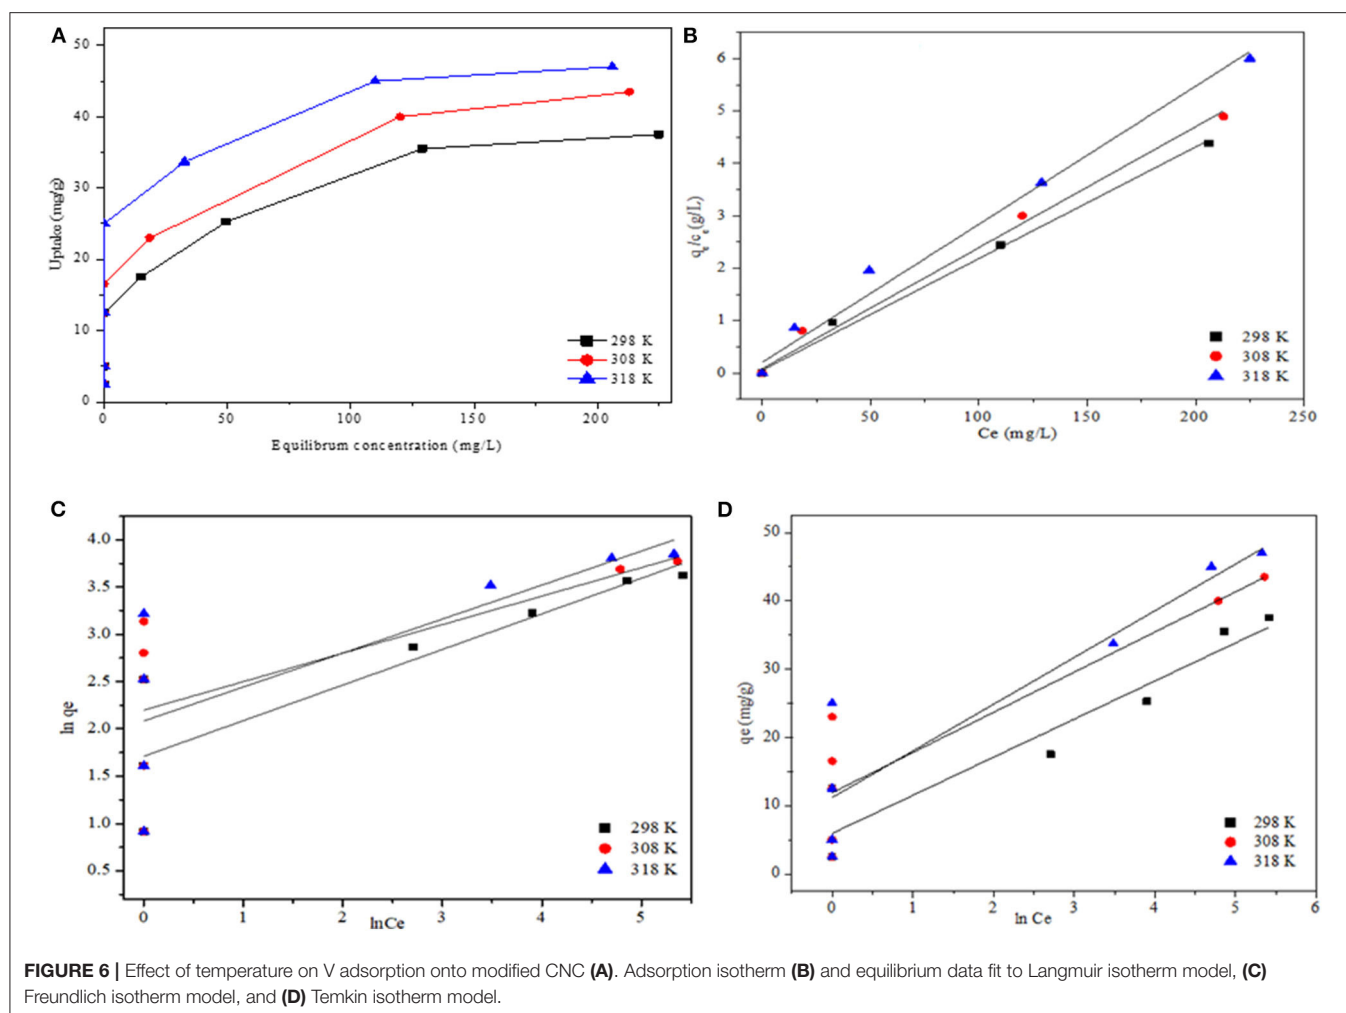 A
50
40
30
20
10
0
Uptake (mg/g)
298 K
308 K
318 K
0
50
100
150
200
Equilibrum concentration (mg/L)
B
6
5
4
3
2
1
0
qe/ce (g/L)
298 K
308 K
318 K
0
50
100
150
200
250
Ce (mg/L)
C
4.0
3.5
3.0
2.5
2.0
1.5
1.0
0.5
ln qe
298 K
308 K
318 K
0
1
2
3
4
5
lnCe
D
50
40
30
20
10
0
qe (mg/g)
298 K
308 K
318 K
0
1
2
3
4
5
6
ln Ce
FIGURE 6 | Effect of temperature on V adsorption onto modified CNC (A). Adsorption isotherm (B) and equilibrium data fit to Langmuir isotherm model, (C)
Freundlich isotherm model, and (D) Temkin isotherm model.